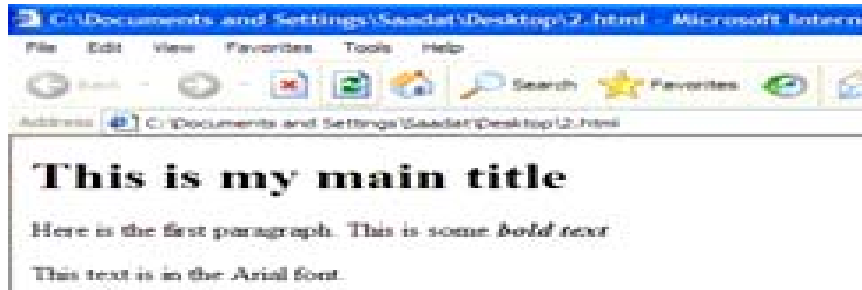 C:\Documents and Settings\Saadat\Desktop\2.html - Microsoft Intern
File Edit View Favorites Tools Help
Back Search Favorites
Address C:\Documents and Settings\Saadat\Desktop\2.html
This is my main title
Here is the first paragraph. This is some bold text
This text is in the Arial font.